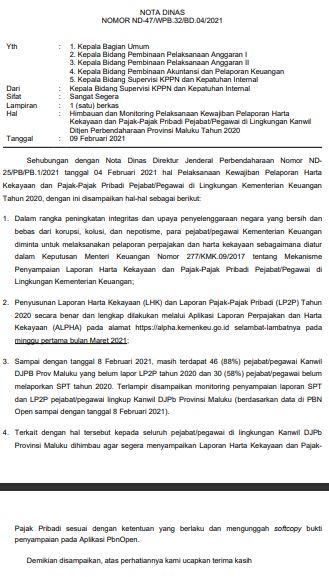 NOTA DINAS
NOMOR ND-47/WPB.32/BD.04/2021
Yth : 1. Kepala Bagian Umum
2. Kepala Bidang Pembinaan Pelaksanaan Anggaran I
3. Kepala Bidang Pembinaan Pelaksanaan Anggaran II
4. Kepala Bidang Pembinaan Akuntansi dan Pelaporan Keuangan
5. Kepala Bidang Supervisi KPPN dan Kepatuhan Internal
Dari : Kepala Bidang Supervisi KPPN dan Kepatuhan Internal
Sifat : Sangat Segera
Lampiran : 1 (satu) berkas
Hal : Himbauan dan Monitoring Pelaksanaan Kewajiban Pelaporan Harta
Kekayaan dan Pajak-Pajak Pribadi Pejabat/Pegawai di Lingkungan Kanwil
Ditjen Perbendaharaan Provinsi Maluku Tahun 2020
Tanggal : 09 Februari 2021
Sehubungan dengan Nota Dinas Direktur Jenderal Perbendaharaan Nomor ND-
25/PB/PB.1/2021 tanggal 04 Februari 2021 hal Pelaksanaan Kewajiban Pelaporan Harta
Kekayaan dan Pajak-Pajak Pribadi Pejabat/Pegawai di Lingkungan Kementerian Keuangan
Tahun 2020, dengan ini disampaikan hal-hal sebagai berikut:
1. Dalam rangka peningkatan integritas dan upaya penyelenggaraan negara yang bersih dan
bebas dari korupsi, kolusi, dan nepotisme, para pejabat/pegawai Kementerian Keuangan
diminta untuk melaksanakan pelaporan perpajakan dan harta kekayaan sebagaimana diatur
dalam Keputusan Menteri Keuangan Nomor 277/KMK.09/2017 tentang Mekanisme
Penyampaian Laporan Harta Kekayaan dan Pajak-Pajak Pribadi Pejabat/Pegawai di
Lingkungan Kementerian Keuangan;
2. Penyusunan Laporan Harta Kekayaan (LHK) dan Laporan Pajak-Pajak Pribadi (LP2P) Tahun
2020 secara benar dan lengkap dilakukan melalui Aplikasi Laporan Perpajakan dan Harta
Kekayaan (ALPHA) pada alamat https://alpha.kemenkeu.go.id selambat-lambatnya pada
minggu pertama bulan Maret 2021;
3. Sampai dengan tanggal 8 Februari 2021, masih terdapat 46 (88%) pejabat/pegawai Kanwil
DJPB Prov Maluku yang belum lapor LP2P tahun 2020 dan 30 (58%) pejabat/pegawai belum
melaporkan SPT tahun 2020. Terlampir disampaikan monitoring penyampaian laporan SPT
dan LP2P pejabat/pegawai lingkup Kanwil DJPb Provinsi Maluku (berdasarkan data di PBN
Open sampai dengan tanggal 8 Februari 2021).
4. Terkait dengan hal tersebut kepada seluruh pejabat/pegawai di lingkungan Kanwil DJPb
Provinsi Maluku dihimbau agar segera menyampaikan Laporan Harta Kekayaan dan Pajak-
Pajak Pribadi sesuai dengan ketentuan yang berlaku dan mengunggah softcopy bukti
penyampaian pada Aplikasi PbnOpen.
Demikian disampaikan, atas perhatiannya kami ucapkan terima kasih